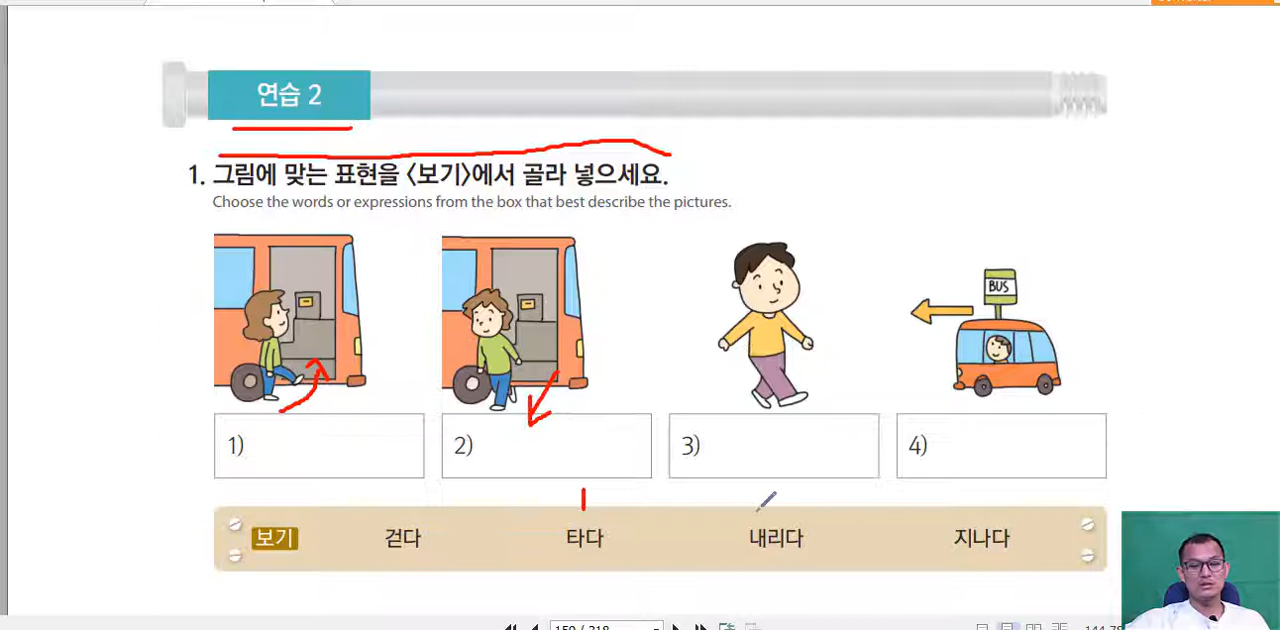 연습 2
1. 그림에 맞는 표현을 〈보기〉에서 골라 넣으세요.
Choose the words or expressions from the box that best describe the pictures.
BUS
1) 2) 3) 4)
보기 걷다 타다 내리다 지나다